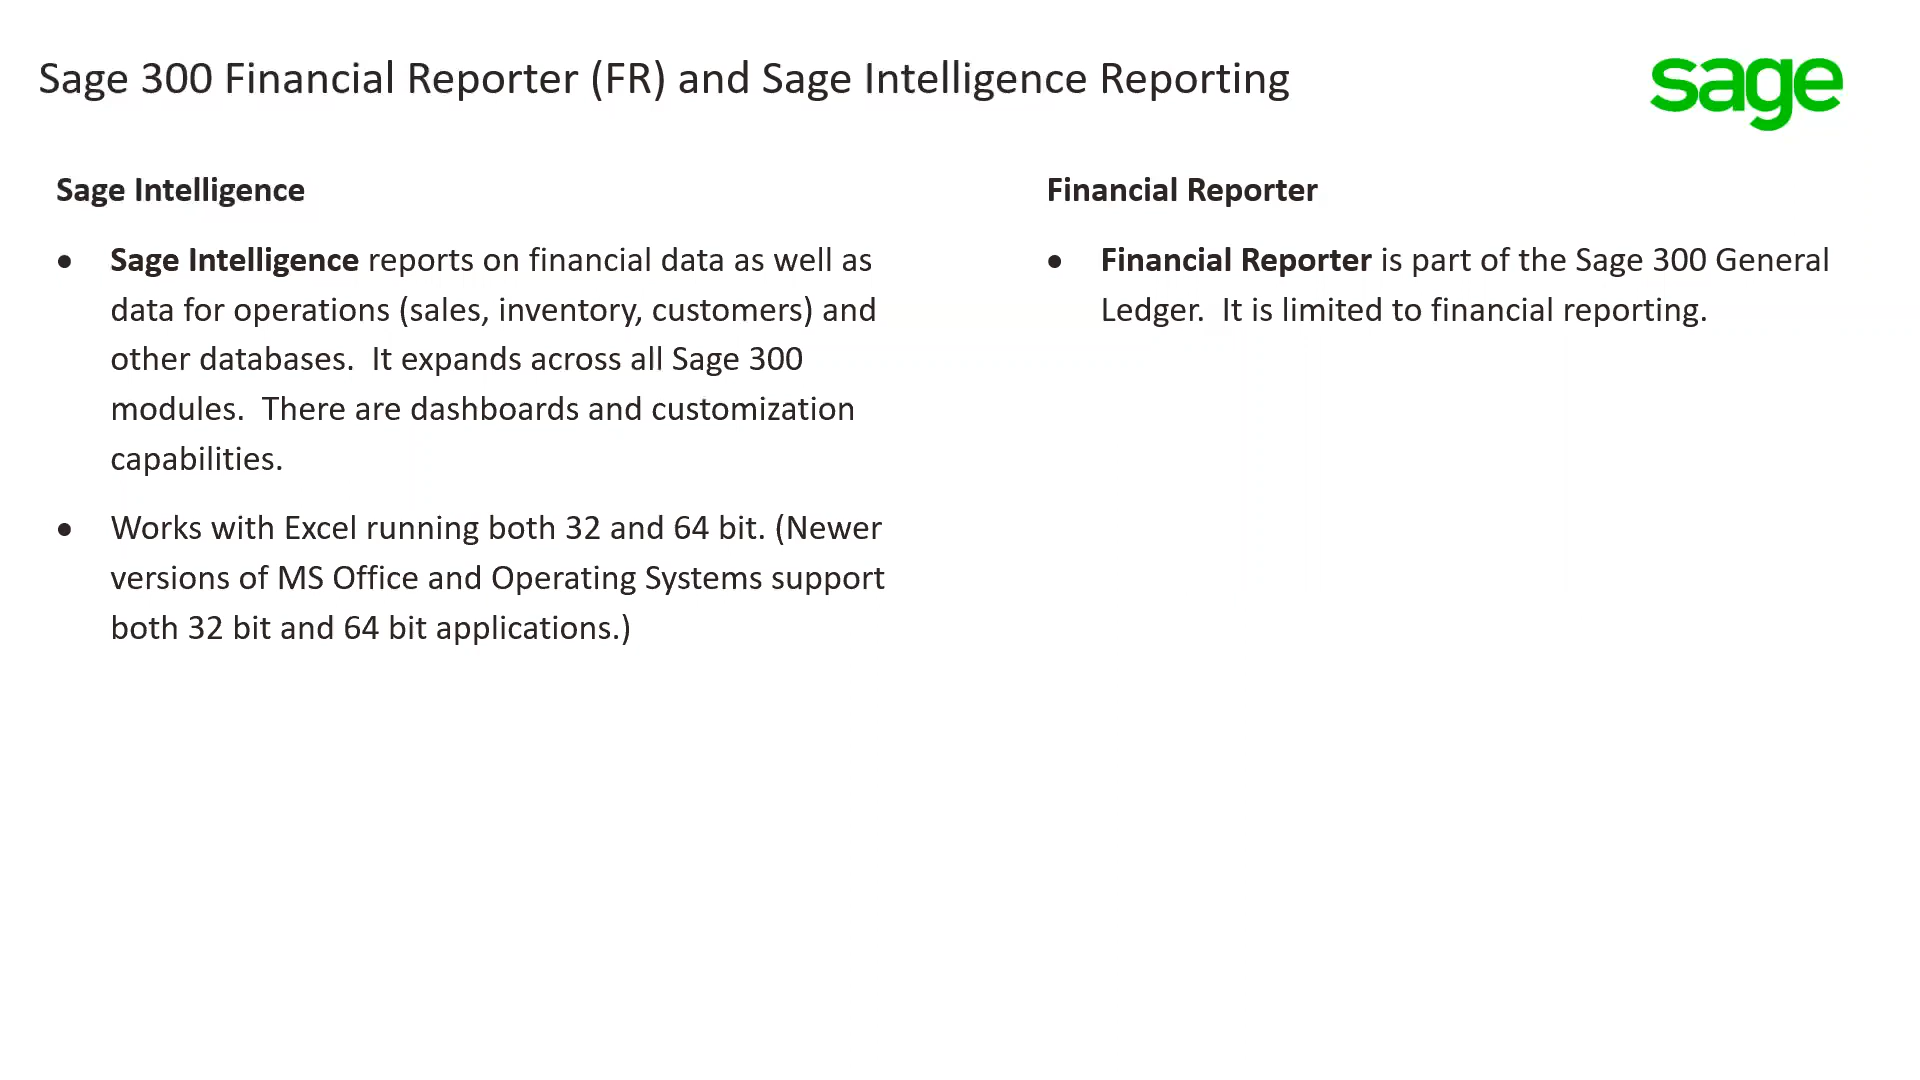 Sage 300 Financial Reporter (FR) and Sage Intelligence Reporting
sage
Sage Intelligence
• Sage Intelligence reports on financial data as well as
data for operations (sales, inventory, customers) and
other databases.  It expands across all Sage 300
modules.  There are dashboards and customization
capabilities.
• Works with Excel running both 32 and 64 bit. (Newer
versions of MS Office and Operating Systems support
both 32 bit and 64 bit applications.)
Financial Reporter
• Financial Reporter is part of the Sage 300 General
Ledger.  It is limited to financial reporting.